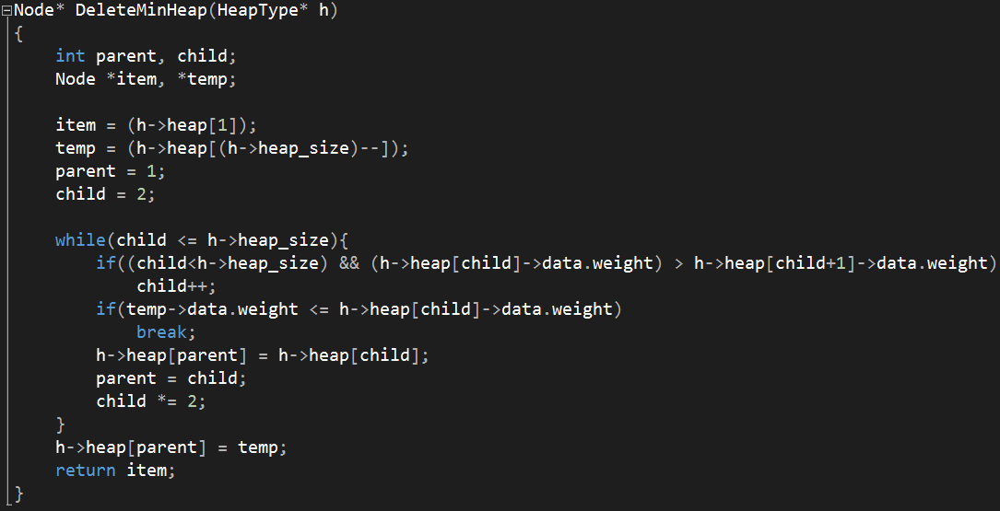 Node* DeleteMinHeap(HeapType* h)
{
    int parent, child;
    Node *item, *temp;

    item = (h->heap[1]);
    temp = (h->heap[(h->heap_size)--]);
    parent = 1;
    child = 2;

    while(child <= h->heap_size){
        if((child<h->heap_size) && (h->heap[child]->data.weight) > h->heap[child+1]->data.weight)
            child++;
        if(temp->data.weight <= h->heap[child]->data.weight)
            break;
        h->heap[parent] = h->heap[child];
        parent = child;
        child *= 2;
    }
    h->heap[parent] = temp;
    return item;
}